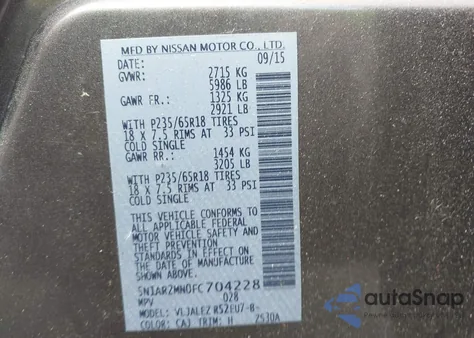 MFD BY NISSAN MOTOR CO., LTD.
DATE: 09/15
GVWR: 2715 KG
5986 LB
GAWR FR.: 1325 KG
2921 LB
WITH P235/65R18 TIRES
18 X 7.5 RIMS AT 33 PSI
COLD SINGLE
GAWR RR.: 1454 KG
3205 LB
WITH P235/65R18 TIRES
18 X 7.5 RIMS AT 33 PSI
COLD SINGLE
THIS VEHICLE CONFORMS TO
ALL APPLICABLE FEDERAL
MOTOR VEHICLE SAFETY AND
THEFT PREVENTION
STANDARDS IN EFFECT ON
THE DATE OF MANUFACTURE
SHOWN ABOVE.
5N1AR2MN0FC704228
MPV 028
MODEL: VLJALEZ R52EU7-B-
COLOR: CAJ TRIM: H 2530A
autoSnap